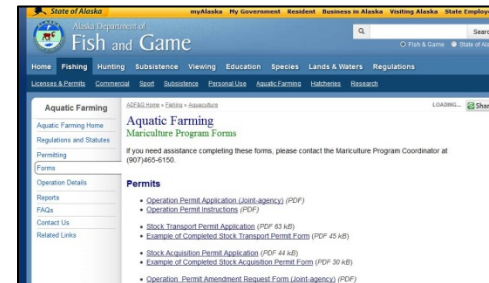 State of Alaska
myAlaska My Government Resident Business in Alaska Visiting Alaska State Employees
Alaska Department of
Fish and Game
Search
Fish & Game State of
Home Fishing Hunting Subsistence Viewing Education Species Lands & Waters Regulations
Licenses & Permits Commercial Sport Subsistence Personal Use Aquatic Farming Hatcheries Research
Aquatic Farming
Aquatic Farming Home
Regulations and Statutes
Permitting
Forms
Operation Details
Reports
FAQs
Contact Us
Related Links
ADF&G Home » Fishing » Aquaculture
LOADING... Shar
Aquatic Farming
Mariculture Program Forms
If you need assistance completing these forms, please contact the Mariculture Program Coordinator at
(907)465-6150.
Permits
• Operation Permit Application (Joint-agency) (PDF)
• Operation Permit Instructions (PDF)
• Stock Transport Permit Application (PDF 63 kB)
• Example of Completed Stock Transport Permit Form (PDF 45 kB)
• Stock Acquisition Permit Application (PDF 44 kB)
• Example of Completed Stock Acquisition Permit Form (PDF 30 kB)
• Operation Permit Amendment Request Form (Joint-agency) (PDF)